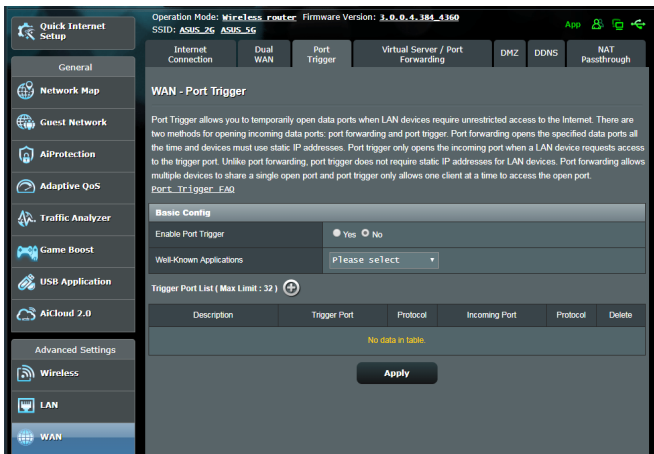 Quick Internet
Setup
General
Network Map
Guest Network
AiProtection
Adaptive QoS
Traffic Analyzer
Game Boost
USB Application
AiCloud 2.0
Advanced Settings
Wireless
LAN
WAN
Operation Mode: Wireless router Firmware Version: 3.0.0.4.384_4360
SSID: ASUS_2G ASUS_5G
App
Internet
Connection
Dual
WAN
Port
Trigger
Virtual Server / Port
Forwarding
DMZ
DDNS
NAT
Passthrough
WAN - Port Trigger
Port Trigger allows you to temporarily open data ports when LAN devices require unrestricted access to the Internet. There are
two methods for opening incoming data ports: port forwarding and port trigger. Port forwarding opens the specified data ports all
the time and devices must use static IP addresses. Port trigger only opens the incoming port when a LAN device requests access
to the trigger port. Unlike port forwarding, port trigger does not require static IP addresses for LAN devices. Port forwarding allows
multiple devices to share a single open port and port trigger only allows one client at a time to access the open port.
Port Trigger FAQ
Basic Config
Enable Port Trigger Yes No
Well-Known Applications Please select
Trigger Port List ( Max Limit : 32 )
Description Trigger Port Protocol Incoming Port Protocol Delete
No data in table.
Apply